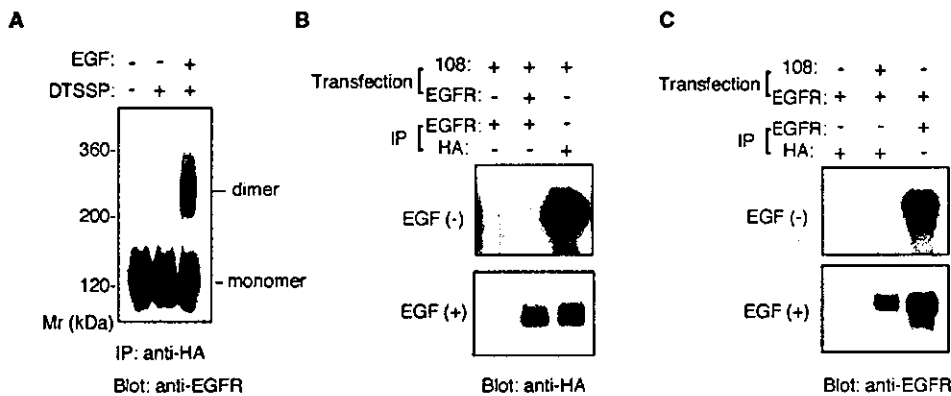 A
EGF: - - +
DTSSP: - + +
360-
200-
120-
Mr (kDa)
dimer
monomer
IP: anti-HA
Blot: anti-EGFR
B
Transfection
108: + + +
EGFR: - + -
IP
EGFR: + + -
HA: - - +
EGF (-)
EGF (+)
Blot: anti-HA
C
Transfection
108: - + -
EGFR: + + +
IP
EGFR: - - +
HA: + + -
EGF (-)
EGF (+)
Blot: anti-EGFR